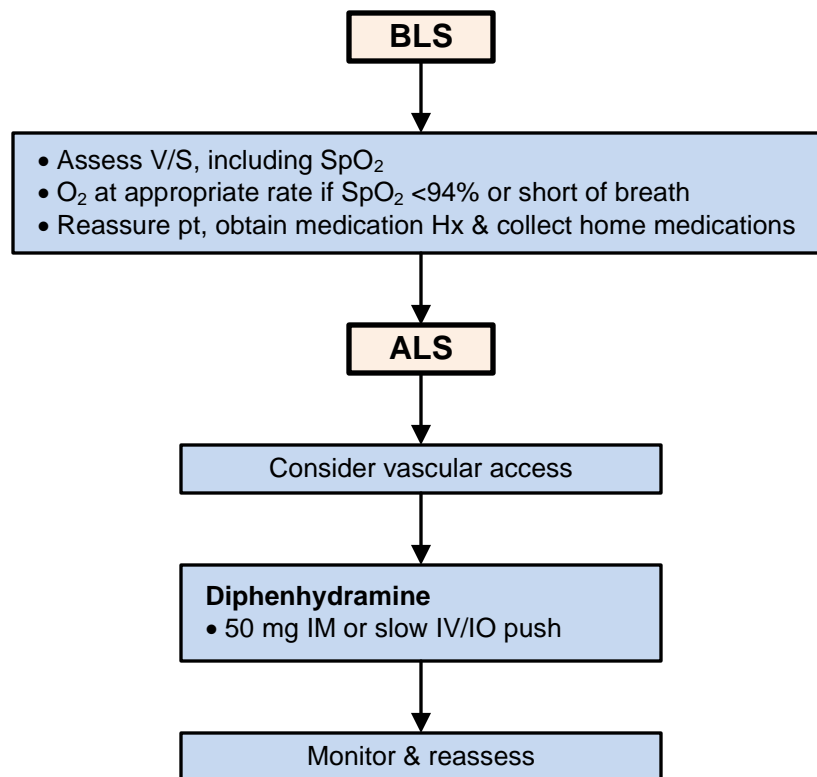 BLS
• Assess V/S, including SpO₂
• O₂ at appropriate rate if SpO₂ <94% or short of breath
• Reassure pt, obtain medication Hx & collect home medications
ALS
Consider vascular access
Diphenhydramine
• 50 mg IM or slow IV/IO push
Monitor & reassess